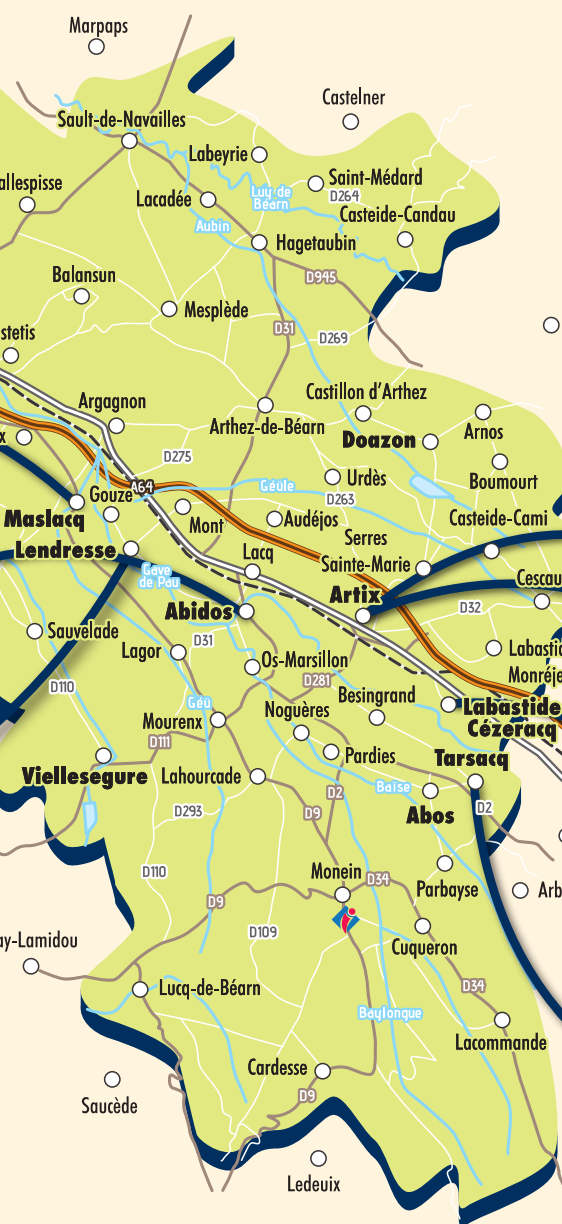 Marpaps
Castelner
Sault-de-Navailles
Labeyrie
Saint-Médard
allespisse
Lacadée
Luy de
Béarn
D264
Casteide-Candau
Aubin
Hagetaubin
Balansun
D945
Mesplède
D31
D269
stetis
Castillon d'Arthez
Argagnon
Arthez-de-Béarn
Arnos
Doazon
x
D275
Boumourt
Urdès
A64
Géule
Gouze
D263
Maslacq
Mont
Audéjos
Casteide-Cami
Serres
Sainte-Marie
Lendresse
Lacq
Gave
de Pau
Cescau
Artix
Abidos
D32
Sauvelade
D31
Lagor
Labastid
Os-Marsillon
Monréje
D281
D110
Besingrand
Géü
Labastide
Cézeracq
Noguères
Mourenx
D111
Pardies
Tarsacq
Viellesegure
Lahourcade
Baïse
D2
D293
D9
D2
Abos
D110
Monein
D34
Parbayse
Arb
D9
D109
ay-Lamidou
Cuqueron
Lucq-de-Béarn
D34
Baylongue
Lacommande
Cardesse
D9
Saucède
Ledeuix